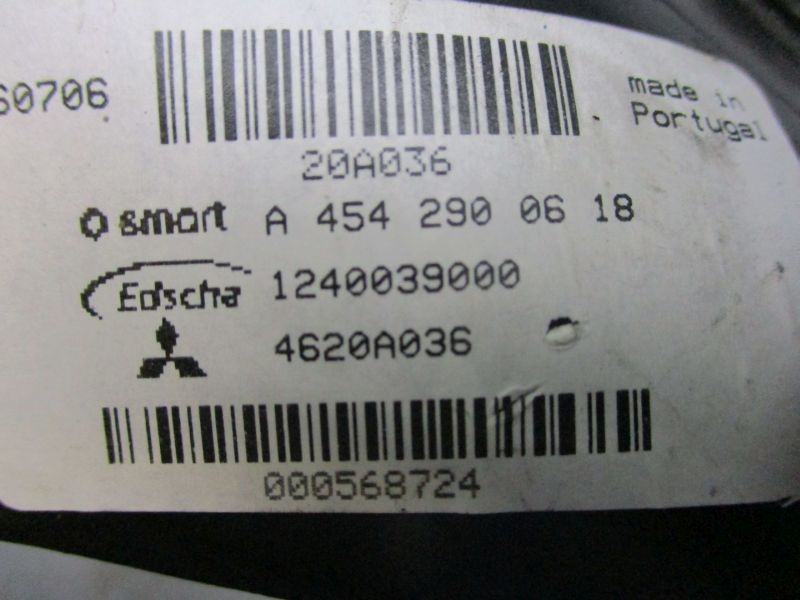 60706
made in
Portugal
20A036
smart A 454 290 06 18
Edscha 1240039000
4620A036
000568724